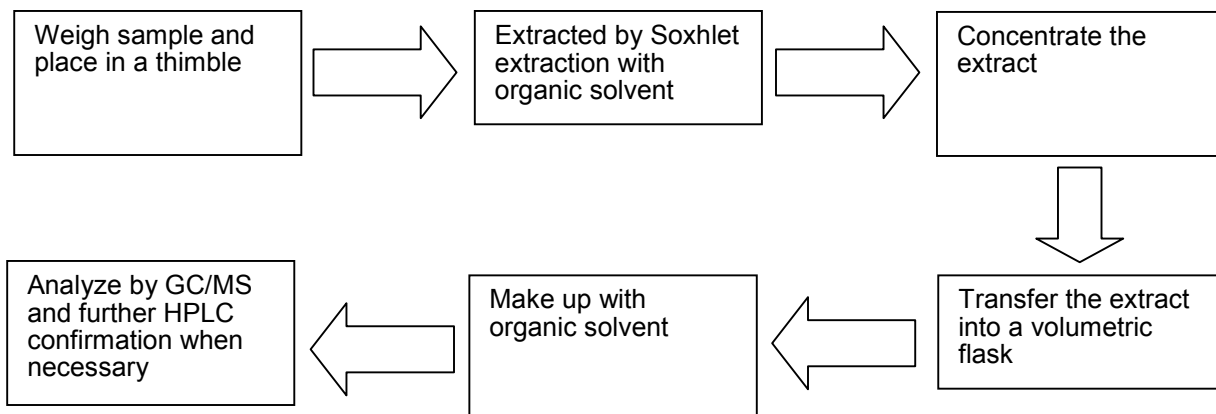 Weigh sample and
place in a thimble
Extracted by Soxhlet
extraction with
organic solvent
Concentrate the
extract
Transfer the extract
into a volumetric
flask
Make up with
organic solvent
Analyze by GC/MS
and further HPLC
confirmation when
necessary